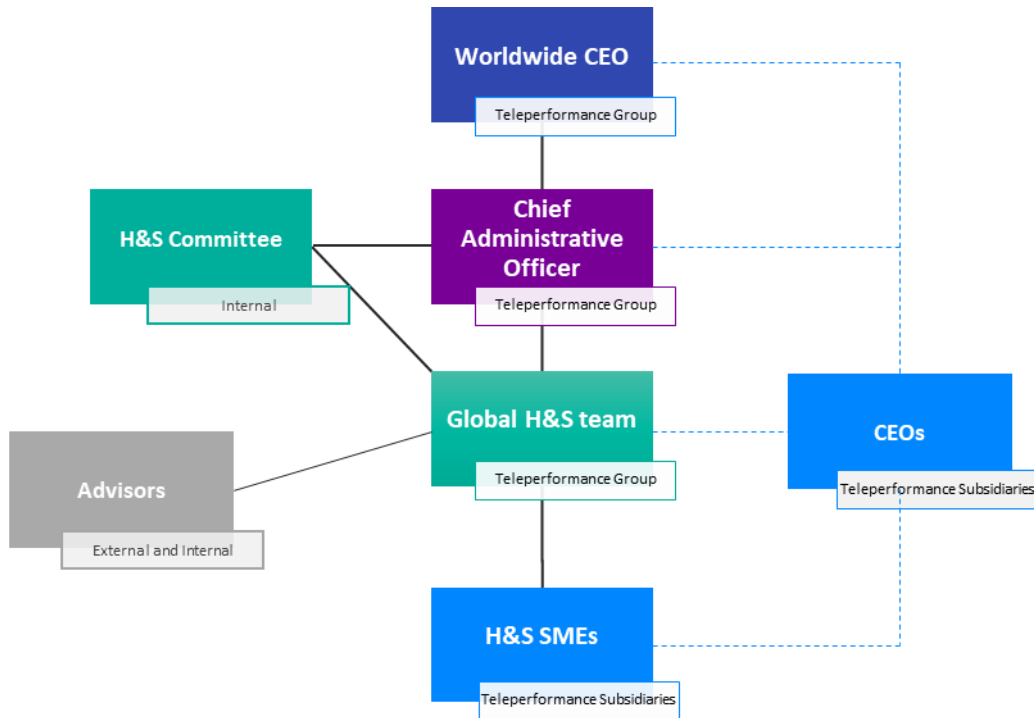 Worldwide CEO
Teleperformance Group
H&S Committee
Internal
Chief
Administrative
Officer
Teleperformance Group
Global H&S team
Teleperformance Group
CEOs
Teleperformance Subsidiaries
Advisors
External and Internal
H&S SMEs
Teleperformance Subsidiaries